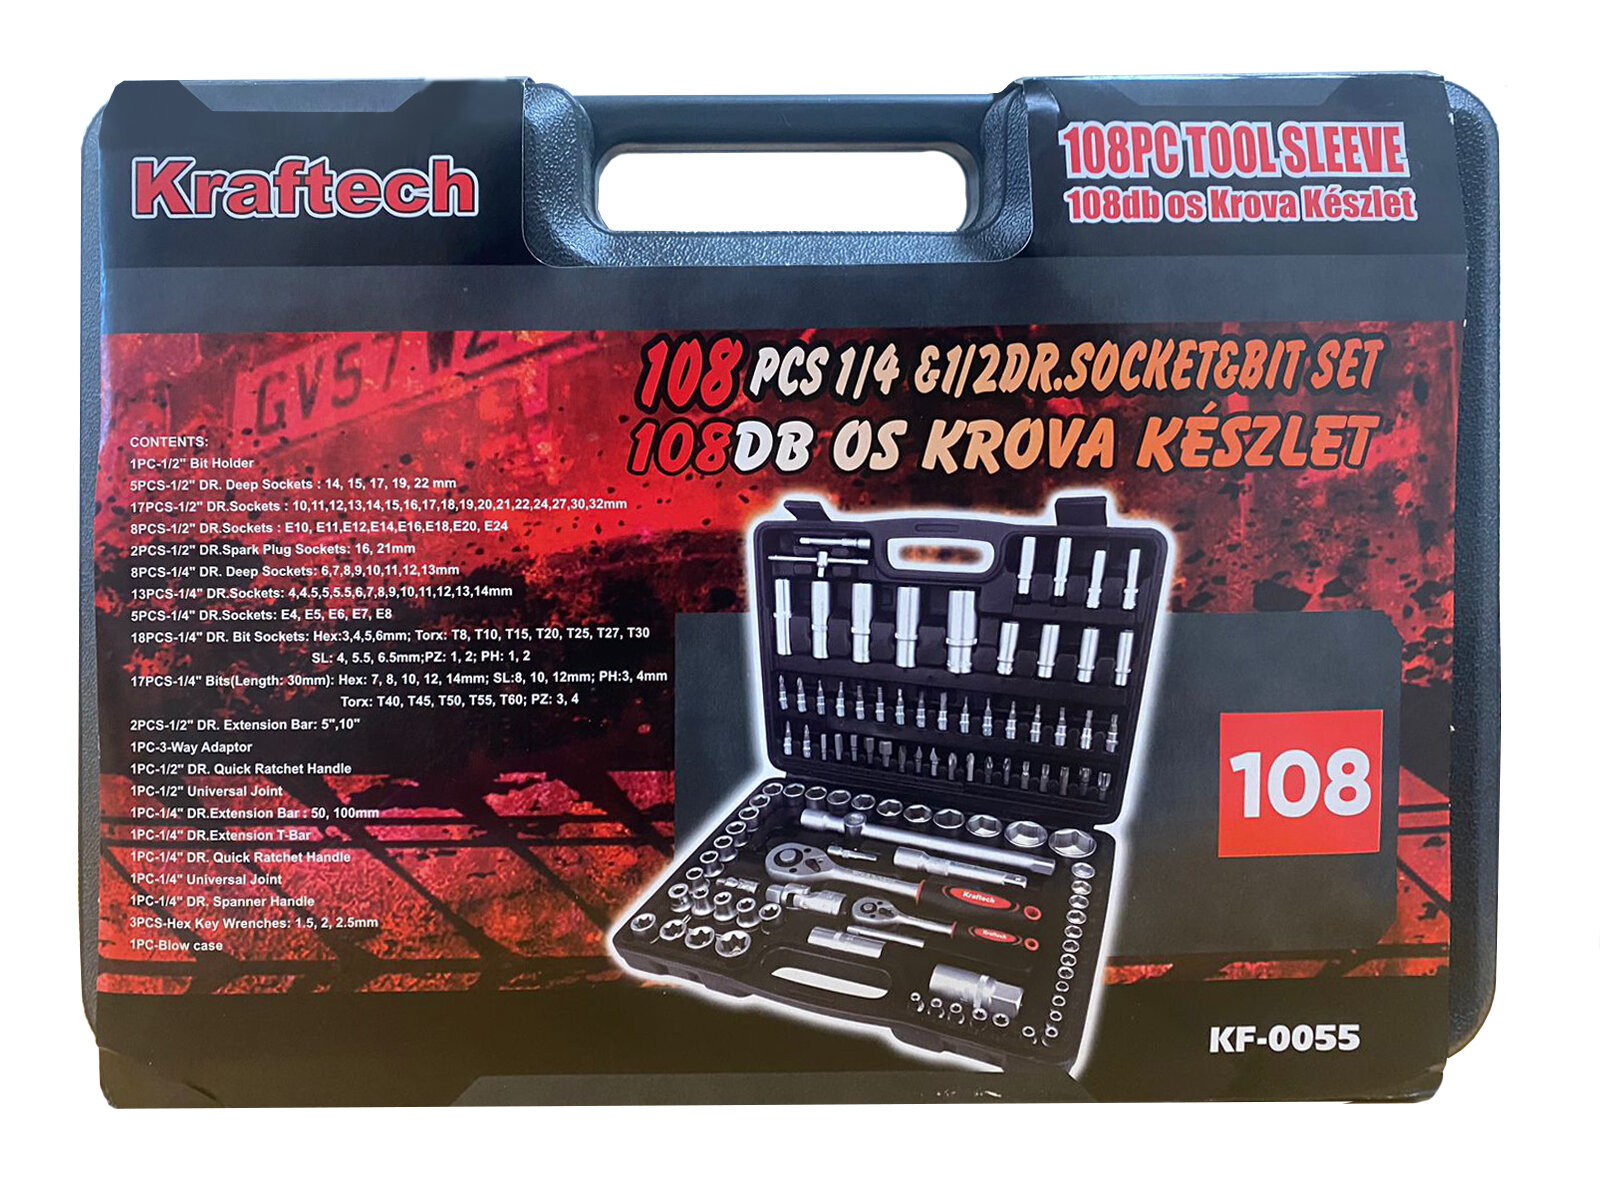 Kraftech
108PC TOOL SLEEVE
108db os Krova Készlet
108 PCS 1/4 &1/2DR.SOCKET&BIT SET
108DB OS KROVA KÉSZLET
CONTENTS:
1PC-1/2" Bit Holder
5PCS-1/2" DR. Deep Sockets : 14, 15, 17, 19, 22 mm
17PCS-1/2" DR.Sockets : 10,11,12,13,14,15,16,17,18,19,20,21,22,24,27,30,32mm
8PCS-1/2" DR.Sockets : E10, E11,E12,E14,E16,E18,E20, E24
2PCS-1/2" DR.Spark Plug Sockets: 16, 21mm
8PCS-1/4" DR. Deep Sockets: 6,7,8,9,10,11,12,13mm
13PCS-1/4" DR.Sockets: 4,4.5,5,5.5,6,7,8,9,10,11,12,13,14mm
5PCS-1/4" DR.Sockets: E4, E5, E6, E7, E8
18PCS-1/4" DR. Bit Sockets: Hex:3,4,5,6mm; Torx: T8, T10, T15, T20, T25, T27, T30
SL: 4, 5.5, 6.5mm;PZ: 1, 2; PH: 1, 2
17PCS-1/4" Bits(Length: 30mm): Hex: 7, 8, 10, 12, 14mm; SL:8, 10, 12mm; PH:3, 4mm
Torx: T40, T45, T50, T55, T60; PZ: 3, 4
2PCS-1/2" DR. Extension Bar: 5",10"
1PC-3-Way Adaptor
1PC-1/2" DR. Quick Ratchet Handle
1PC-1/2" Universal Joint
1PC-1/4" DR.Extension Bar : 50, 100mm
1PC-1/4" DR.Extension T-Bar
1PC-1/4" DR. Quick Ratchet Handle
1PC-1/4" Universal Joint
1PC-1/4" DR. Spanner Handle
3PCS-Hex Key Wrenches: 1.5, 2, 2.5mm
1PC-Blow case
Kraftech
Kraftech
108
KF-0055